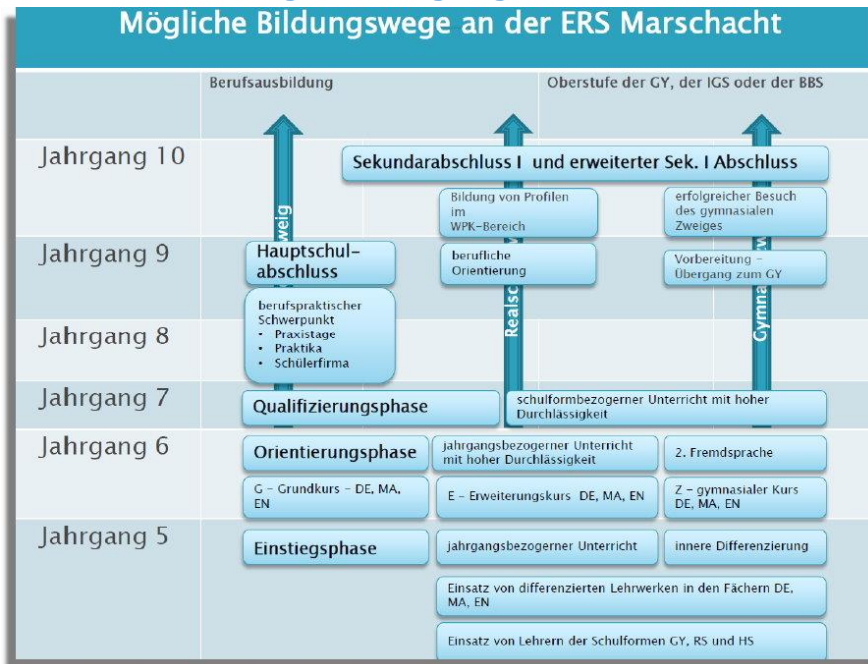 Mögliche Bildungswege an der ERS Marschacht
Berufsausbildung
Oberstufe der GY, der IGS oder der BBS
Jahrgang 10
Sekundarabschluss I und erweiterter Sek. I Abschluss
Bildung von Profilen
im
WPK-Bereich
erfolgreicher Besuch
des gymnasialen
Zweiges
Jahrgang 9
Hauptschul-
abschluss
berufliche
Orientierung
Vorbereitung –
Übergang zum GY
berufspraktischer
Schwerpunkt
• Praxistage
• Praktika
• Schülerfirma
Jahrgang 8
Jahrgang 7
Qualifizierungsphase
schulformbezogerner Unterricht mit hoher
Durchlässigkeit
Jahrgang 6
Orientierungsphase
jahrgangsbezogerner Unterricht
mit hoher Durchlässigkeit
2. Fremdsprache
G – Grundkurs – DE, MA,
EN
E – Erweiterungskurs DE, MA, EN
Z – gymnasialer Kurs
DE, MA, EN
Jahrgang 5
Einstiegsphase
jahrgangsbezogerner Unterricht
innere Differenzierung
Einsatz von differenzierten Lehrwerken in den Fächern DE,
MA, EN
Einsatz von Lehrern der Schulformen GY, RS und HS